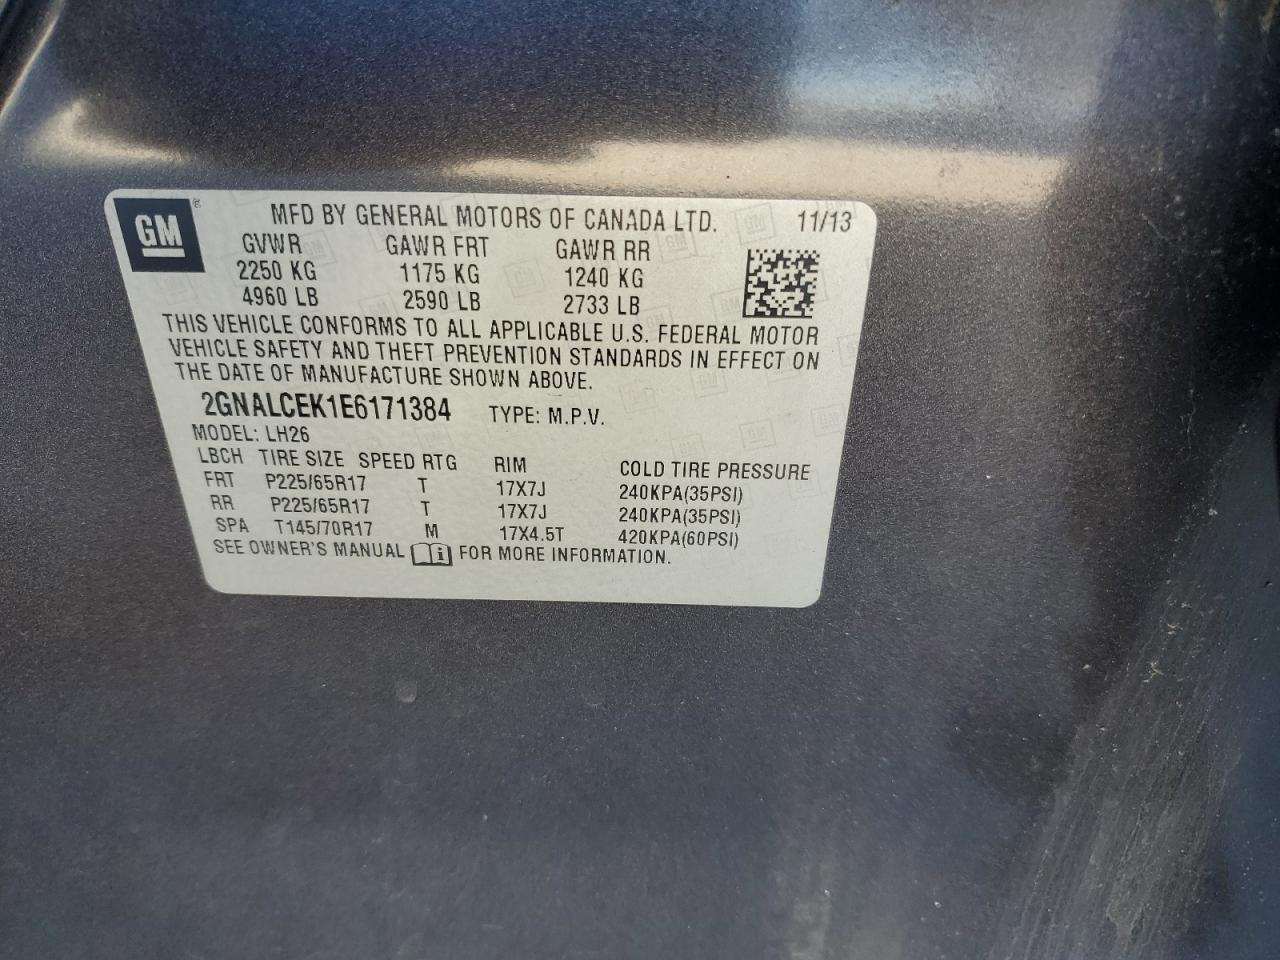 GM ® MFD BY GENERAL MOTORS OF CANADA LTD. 11/13
GVWR GAWR FRT GAWR RR
2250 KG 1175 KG 1240 KG
4960 LB 2590 LB 2733 LB
THIS VEHICLE CONFORMS TO ALL APPLICABLE U.S. FEDERAL MOTOR
VEHICLE SAFETY AND THEFT PREVENTION STANDARDS IN EFFECT ON
THE DATE OF MANUFACTURE SHOWN ABOVE.
2GNALCEK1E6171384 TYPE: M.P.V.
MODEL: LH26
LBCH TIRE SIZE SPEED RTG RIM COLD TIRE PRESSURE
FRT P225/65R17 T 17X7J 240KPA(35PSI)
RR P225/65R17 T 17X7J 240KPA(35PSI)
SPA T145/70R17 M 17X4.5T 420KPA(60PSI)
SEE OWNER'S MANUAL i FOR MORE INFORMATION.